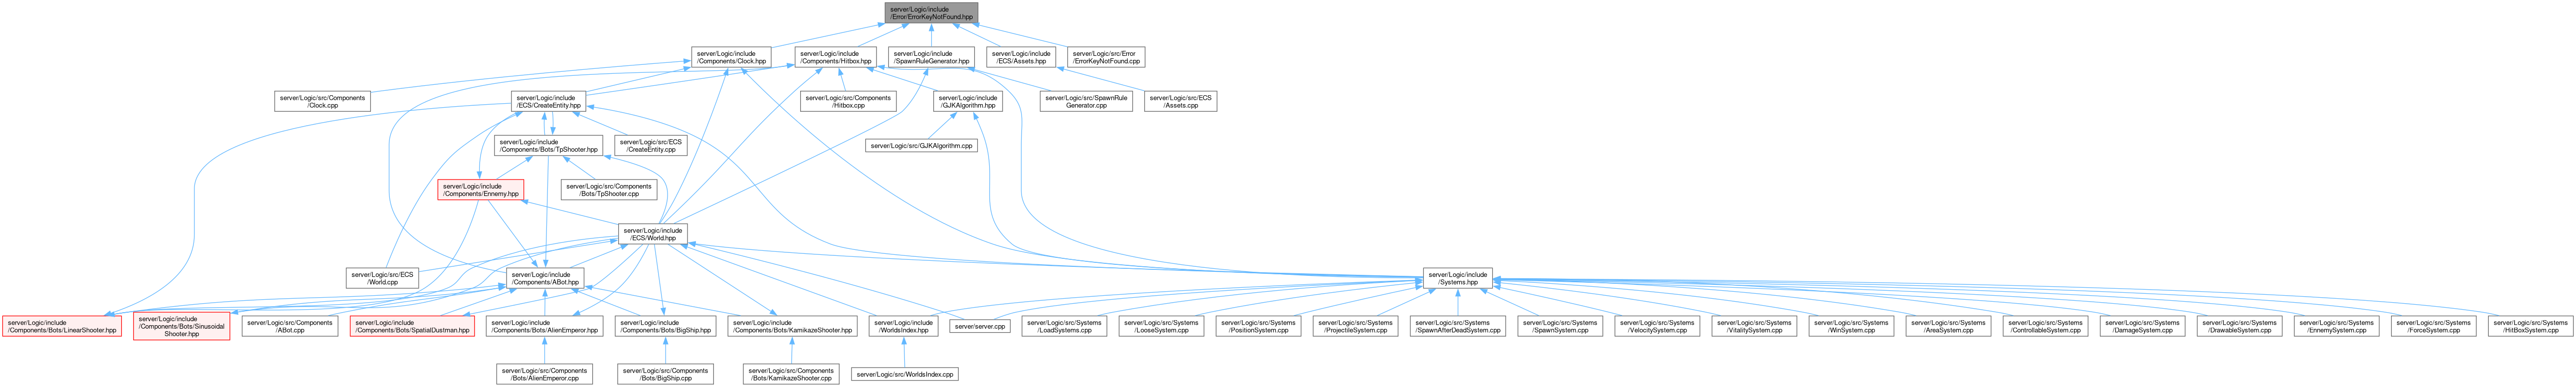 server/Logic/include
/Error/ErrorKeyNotFound.hpp
server/Logic/include
/Components/Clock.hpp
server/Logic/include
/Components/Hitbox.hpp
server/Logic/include
/SpawnRuleGenerator.hpp
server/Logic/include
/ECS/Assets.hpp
server/Logic/src/Error
/ErrorKeyNotFound.cpp
server/Logic/src/Components
/Clock.cpp
server/Logic/include
/ECS/CreateEntity.hpp
server/Logic/src/Components
/Hitbox.cpp
server/Logic/include
/GJKAlgorithm.hpp
server/Logic/src/SpawnRule
Generator.cpp
server/Logic/src/ECS
/Assets.cpp
server/Logic/include
/Components/Bots/TpShooter.hpp
server/Logic/src/ECS
/CreateEntity.cpp
server/Logic/src/GJKAlgorithm.cpp
server/Logic/include
/Components/Ennemy.hpp
server/Logic/src/Components
/Bots/TpShooter.cpp
server/Logic/include
/ECS/World.hpp
server/Logic/src/ECS
/World.cpp
server/Logic/include
/Components/ABot.hpp
server/Logic/include
/Systems.hpp
server/Logic/include
/Components/Bots/LinearShooter.hpp
server/Logic/include
/Components/Bots/Sinusoidal
Shooter.hpp
server/Logic/src/Components
/ABot.cpp
server/Logic/include
/Components/Bots/SpatialDustman.hpp
server/Logic/include
/Components/Bots/AlienEmperor.hpp
server/Logic/include
/Components/Bots/BigShip.hpp
server/Logic/include
/Components/Bots/KamikazeShooter.hpp
server/Logic/include
/WorldsIndex.hpp
server/server.cpp
server/Logic/src/Systems
/LoadSystems.cpp
server/Logic/src/Systems
/LooseSystem.cpp
server/Logic/src/Systems
/PositionSystem.cpp
server/Logic/src/Systems
/ProjectileSystem.cpp
server/Logic/src/Systems
/SpawnAfterDeadSystem.cpp
server/Logic/src/Systems
/SpawnSystem.cpp
server/Logic/src/Systems
/VelocitySystem.cpp
server/Logic/src/Systems
/VitalitySystem.cpp
server/Logic/src/Systems
/WinSystem.cpp
server/Logic/src/Systems
/AreaSystem.cpp
server/Logic/src/Systems
/ControllableSystem.cpp
server/Logic/src/Systems
/DamageSystem.cpp
server/Logic/src/Systems
/DrawableSystem.cpp
server/Logic/src/Systems
/EnnemySystem.cpp
server/Logic/src/Systems
/ForceSystem.cpp
server/Logic/src/Systems
/HitBoxSystem.cpp
server/Logic/src/Components
/Bots/AlienEmperor.cpp
server/Logic/src/Components
/Bots/BigShip.cpp
server/Logic/src/Components
/Bots/KamikazeShooter.cpp
server/Logic/src/WorldsIndex.cpp